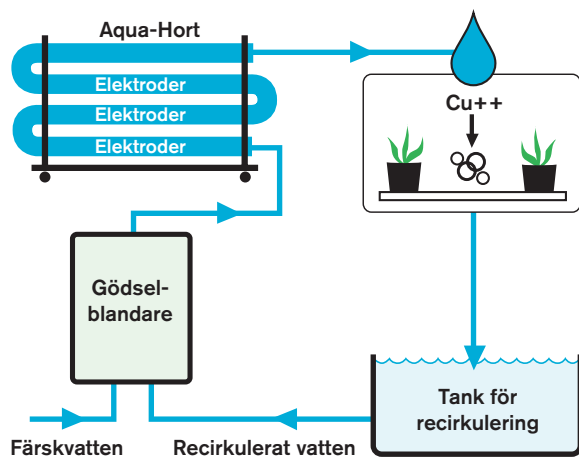 Aqua-Hort
Elektroder
Elektroder
Elektroder
Cu++
Gödsel-
blandare
Tank för
recirkulering
Färskvatten
Recirkulerat vatten